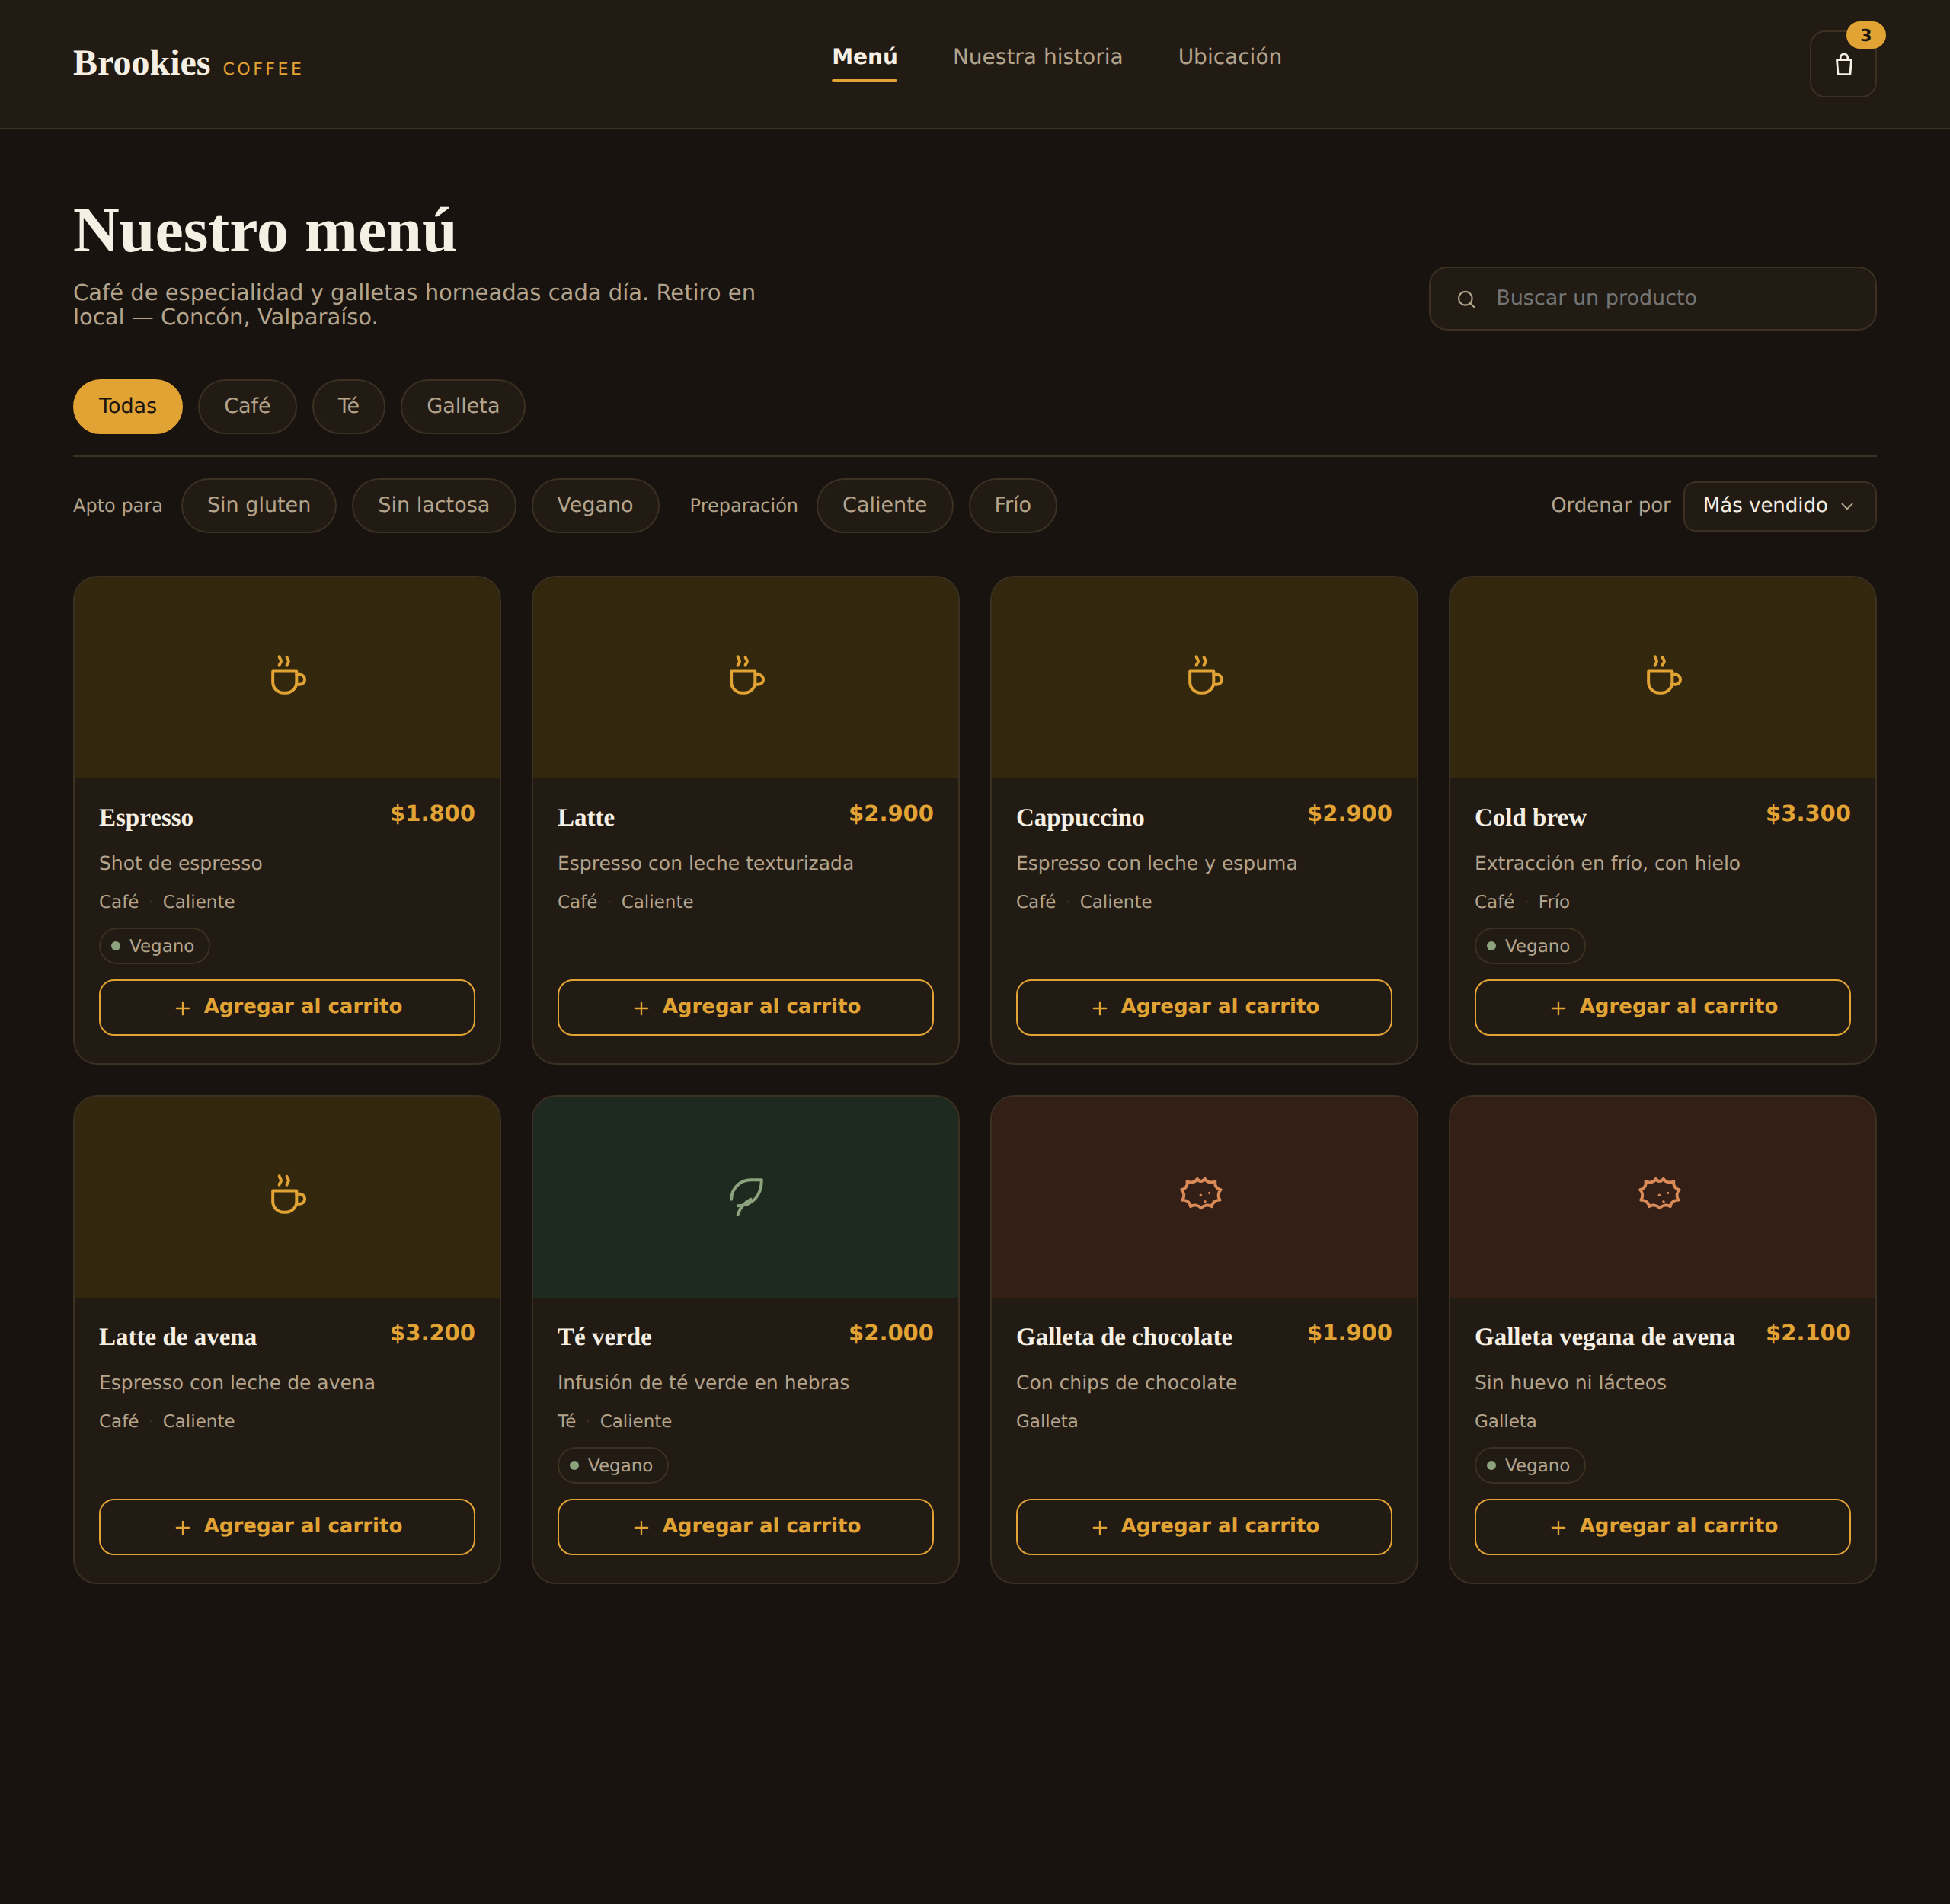 Brookies COFFEE
Menú
Nuestra historia
Ubicación
3
Nuestro menú
Café de especialidad y galletas horneadas cada día. Retiro en
local — Concón, Valparaíso.
Buscar un producto
Todas
Café
Té
Galleta
Apto para
Sin gluten
Sin lactosa
Vegano
Preparación
Caliente
Frío
Ordenar por
Más vendido
Espresso
$1.800
Shot de espresso
Café · Caliente
Vegano
+ Agregar al carrito
Latte
$2.900
Espresso con leche texturizada
Café · Caliente
+ Agregar al carrito
Cappuccino
$2.900
Espresso con leche y espuma
Café · Caliente
+ Agregar al carrito
Cold brew
$3.300
Extracción en frío, con hielo
Café · Frío
Vegano
+ Agregar al carrito
Latte de avena
$3.200
Espresso con leche de avena
Café · Caliente
+ Agregar al carrito
Té verde
$2.000
Infusión de té verde en hebras
Té · Caliente
Vegano
+ Agregar al carrito
Galleta de chocolate
$1.900
Con chips de chocolate
Galleta
+ Agregar al carrito
Galleta vegana de avena
$2.100
Sin huevo ni lácteos
Galleta
Vegano
+ Agregar al carrito